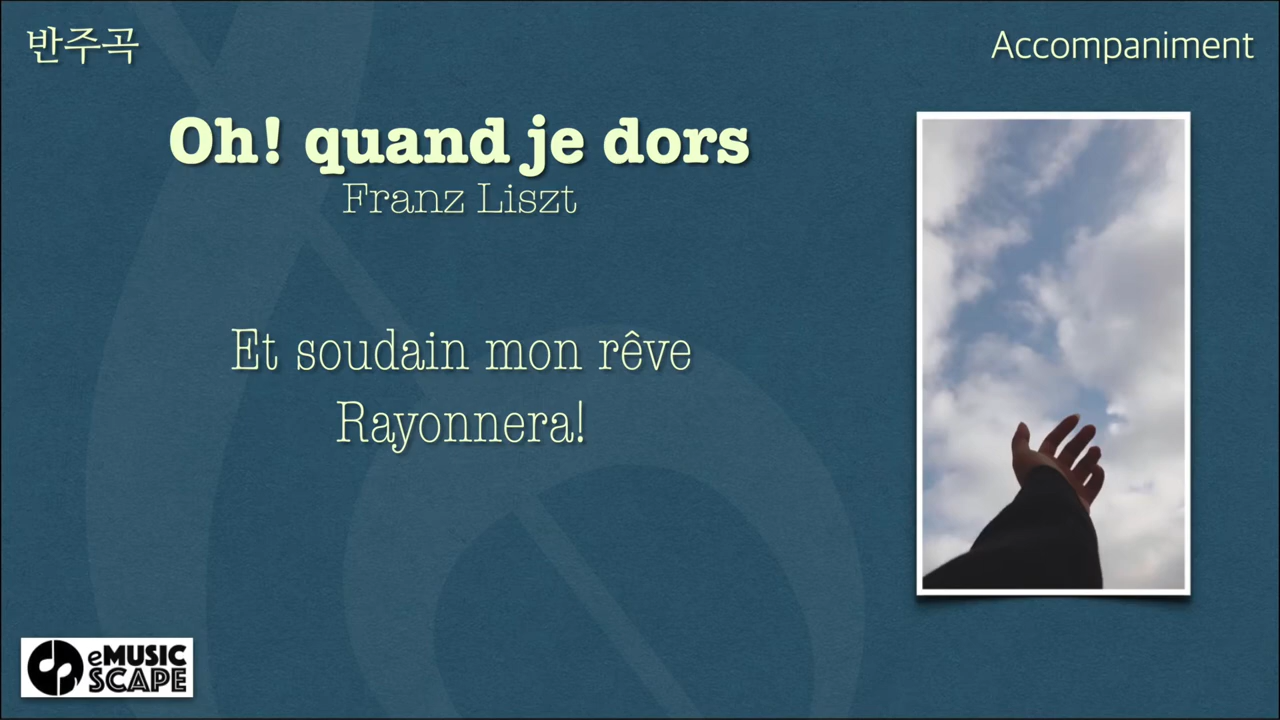 반주곡
Accompaniment
Oh! quand je dors
Franz Liszt
Et soudain mon rêve
Rayonnera!
eMUSIC
SCAPE